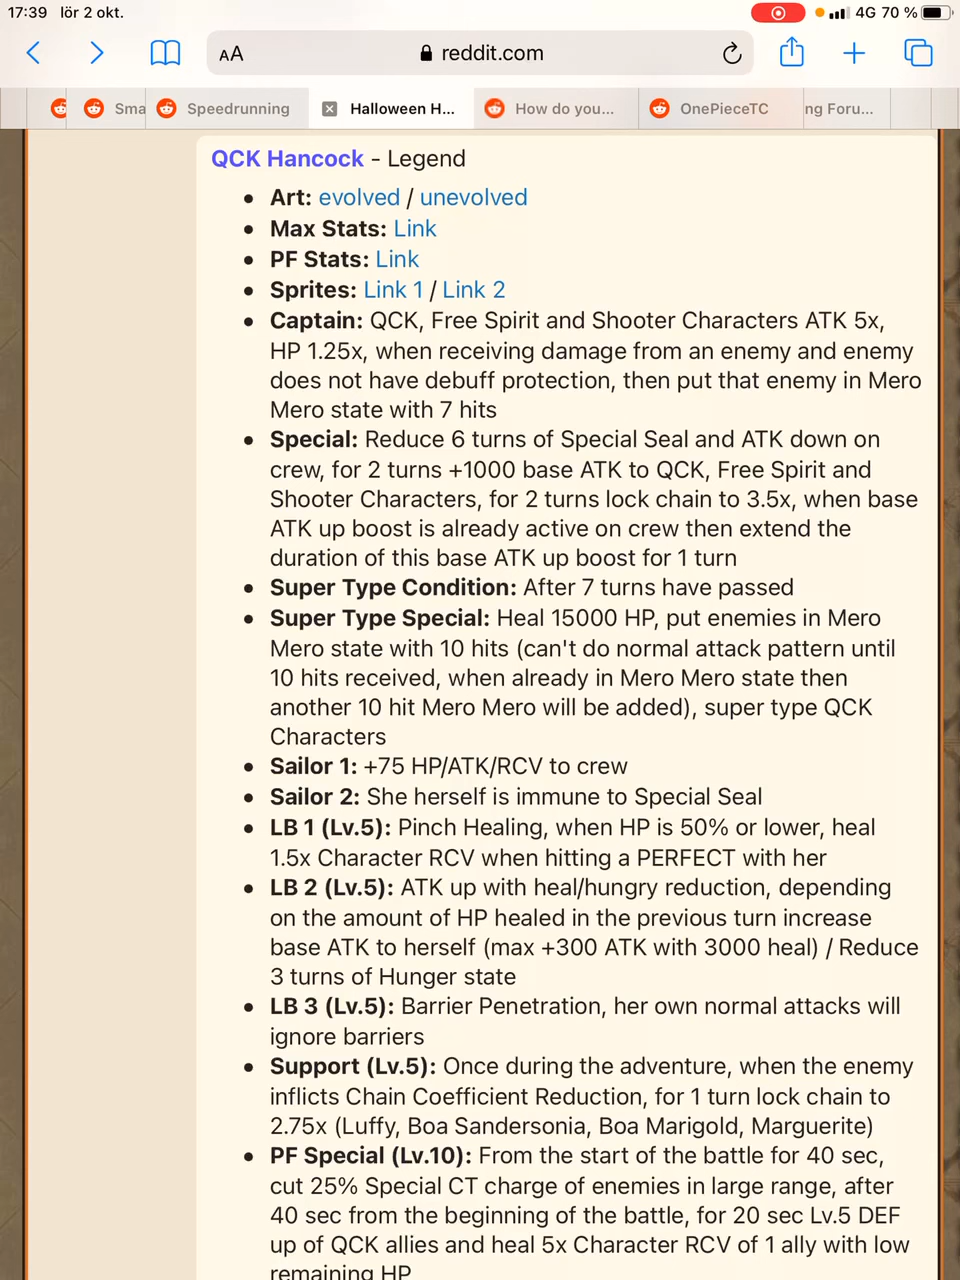 17:39 lör 2 okt. 4G 70 %
AA reddit.com
Sma Speedrunning Halloween H... How do you... OnePieceTC ng Foru...
QCK Hancock - Legend
• Art: evolved / unevolved
• Max Stats: Link
• PF Stats: Link
• Sprites: Link 1 / Link 2
• Captain: QCK, Free Spirit and Shooter Characters ATK 5x,
HP 1.25x, when receiving damage from an enemy and enemy
does not have debuff protection, then put that enemy in Mero
Mero state with 7 hits
• Special: Reduce 6 turns of Special Seal and ATK down on
crew, for 2 turns +1000 base ATK to QCK, Free Spirit and
Shooter Characters, for 2 turns lock chain to 3.5x, when base
ATK up boost is already active on crew then extend the
duration of this base ATK up boost for 1 turn
• Super Type Condition: After 7 turns have passed
• Super Type Special: Heal 15000 HP, put enemies in Mero
Mero state with 10 hits (can't do normal attack pattern until
10 hits received, when already in Mero Mero state then
another 10 hit Mero Mero will be added), super type QCK
Characters
• Sailor 1: +75 HP/ATK/RCV to crew
• Sailor 2: She herself is immune to Special Seal
• LB 1 (Lv.5): Pinch Healing, when HP is 50% or lower, heal
1.5x Character RCV when hitting a PERFECT with her
• LB 2 (Lv.5): ATK up with heal/hungry reduction, depending
on the amount of HP healed in the previous turn increase
base ATK to herself (max +300 ATK with 3000 heal) / Reduce
3 turns of Hunger state
• LB 3 (Lv.5): Barrier Penetration, her own normal attacks will
ignore barriers
• Support (Lv.5): Once during the adventure, when the enemy
inflicts Chain Coefficient Reduction, for 1 turn lock chain to
2.75x (Luffy, Boa Sandersonia, Boa Marigold, Marguerite)
• PF Special (Lv.10): From the start of the battle for 40 sec,
cut 25% Special CT charge of enemies in large range, after
40 sec from the beginning of the battle, for 20 sec Lv.5 DEF
up of QCK allies and heal 5x Character RCV of 1 ally with low
remaining HP